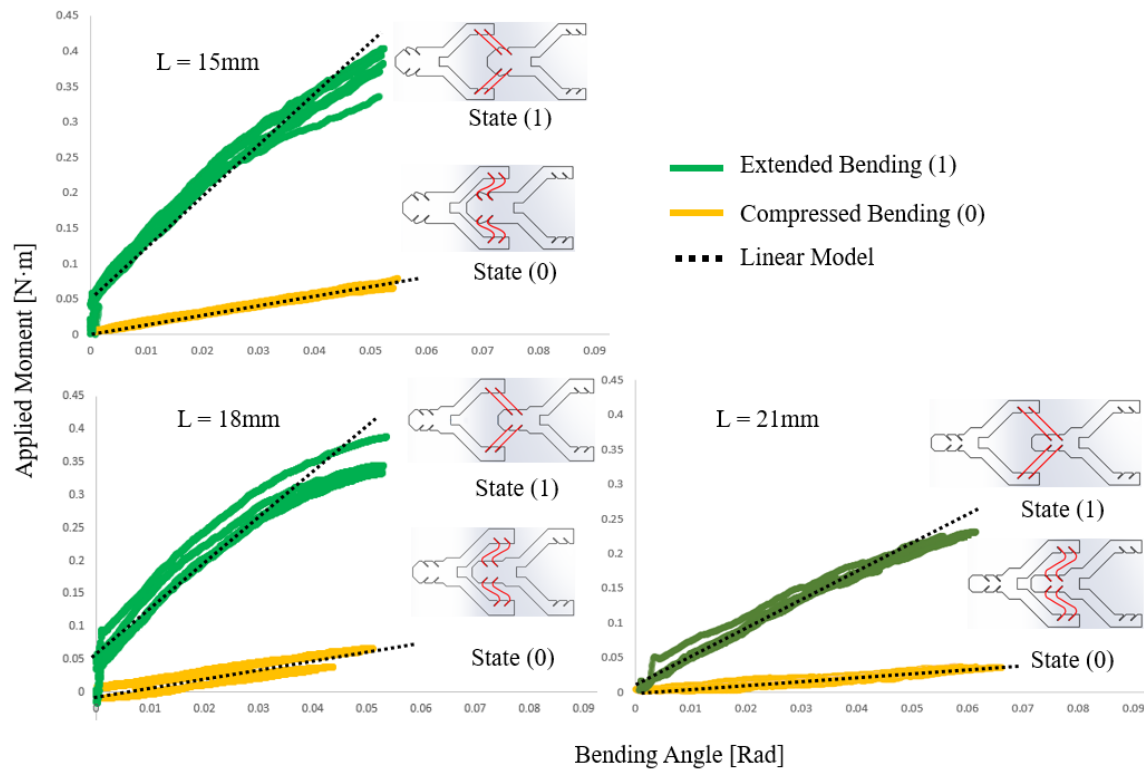 0.45
0.4
0.35
0.3
0.25
0.2
0.15
0.1
0.05
0
0 0.01 0.02 0.03 0.04 0.05 0.06 0.07 0.08 0.09
L = 15mm
State (1)
State (0)
Extended Bending (1)
Compressed Bending (0)
Linear Model
Applied Moment [N·m]
0.45
0.4
0.35
0.3
0.25
0.2
0.15
0.1
0.05
0
0 0.01 0.02 0.03 0.04 0.05 0.06 0.07 0.08 0.09
L = 18mm
State (1)
State (0)
0.45
0.4
0.35
0.3
0.2
0.15
0.1
0.05
0
0 0.01 0.02 0.03 0.04 0.05 0.06 0.07 0.08 0.09
L = 21mm
State (1)
State (0)
Bending Angle [Rad]